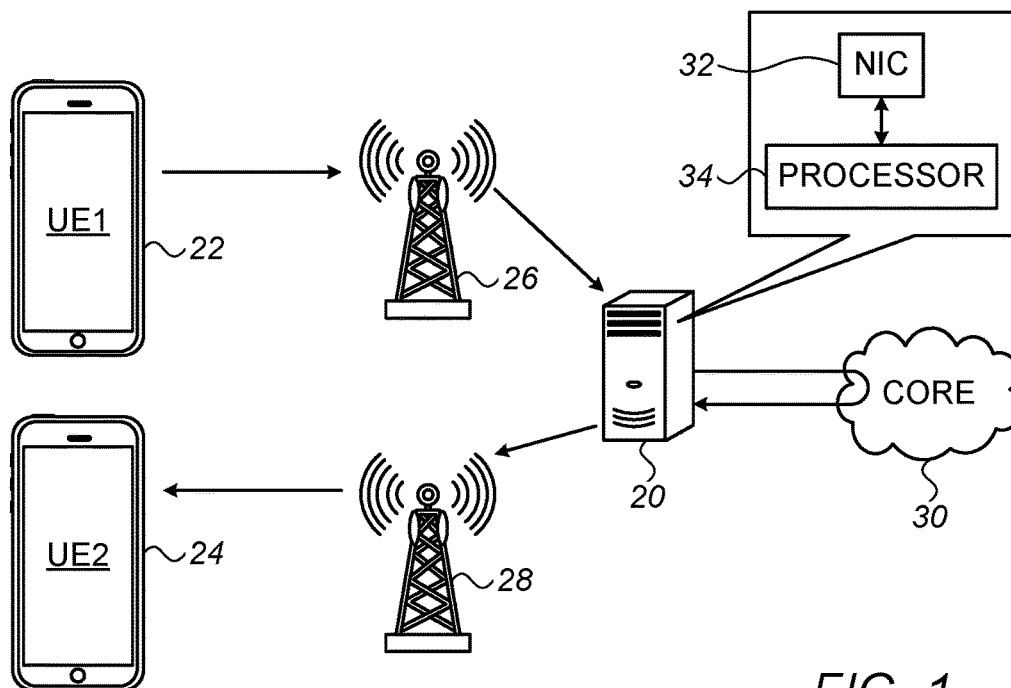 32
NIC
34
PROCESSOR
UE1
22
26
CORE
20
30
UE2
24
28
FIG. 1